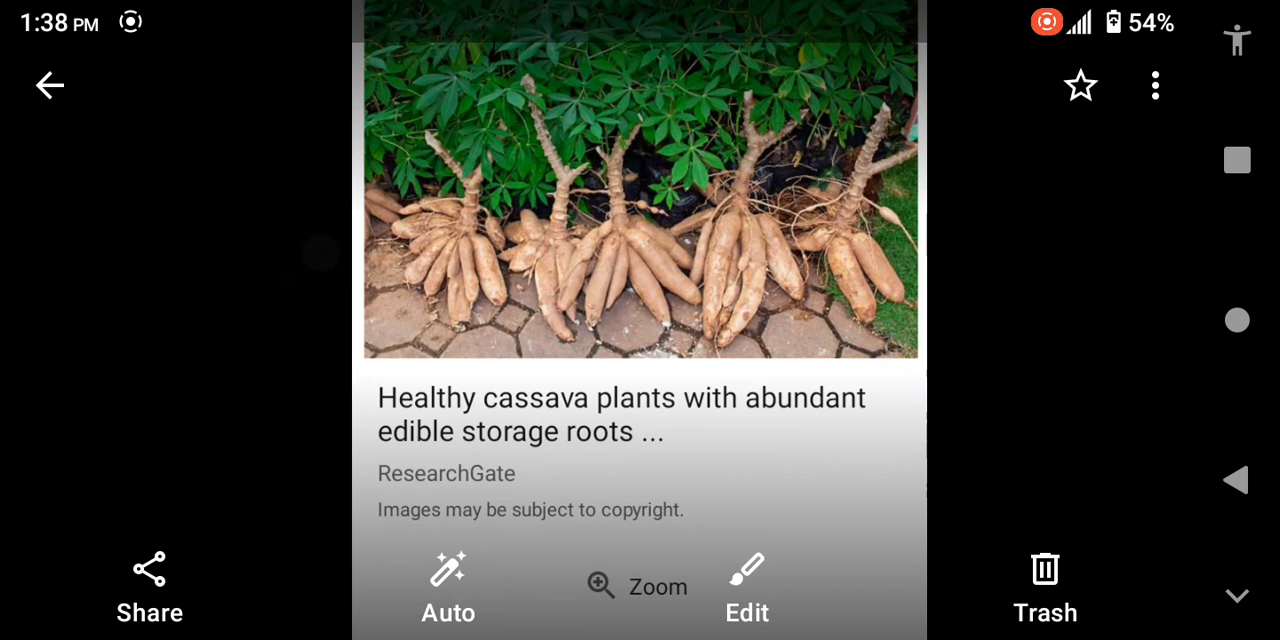 1:38 PM
54%
Healthy cassava plants with abundant
edible storage roots ...
ResearchGate
Images may be subject to copyright.
Zoom
Share
Auto
Edit
Trash